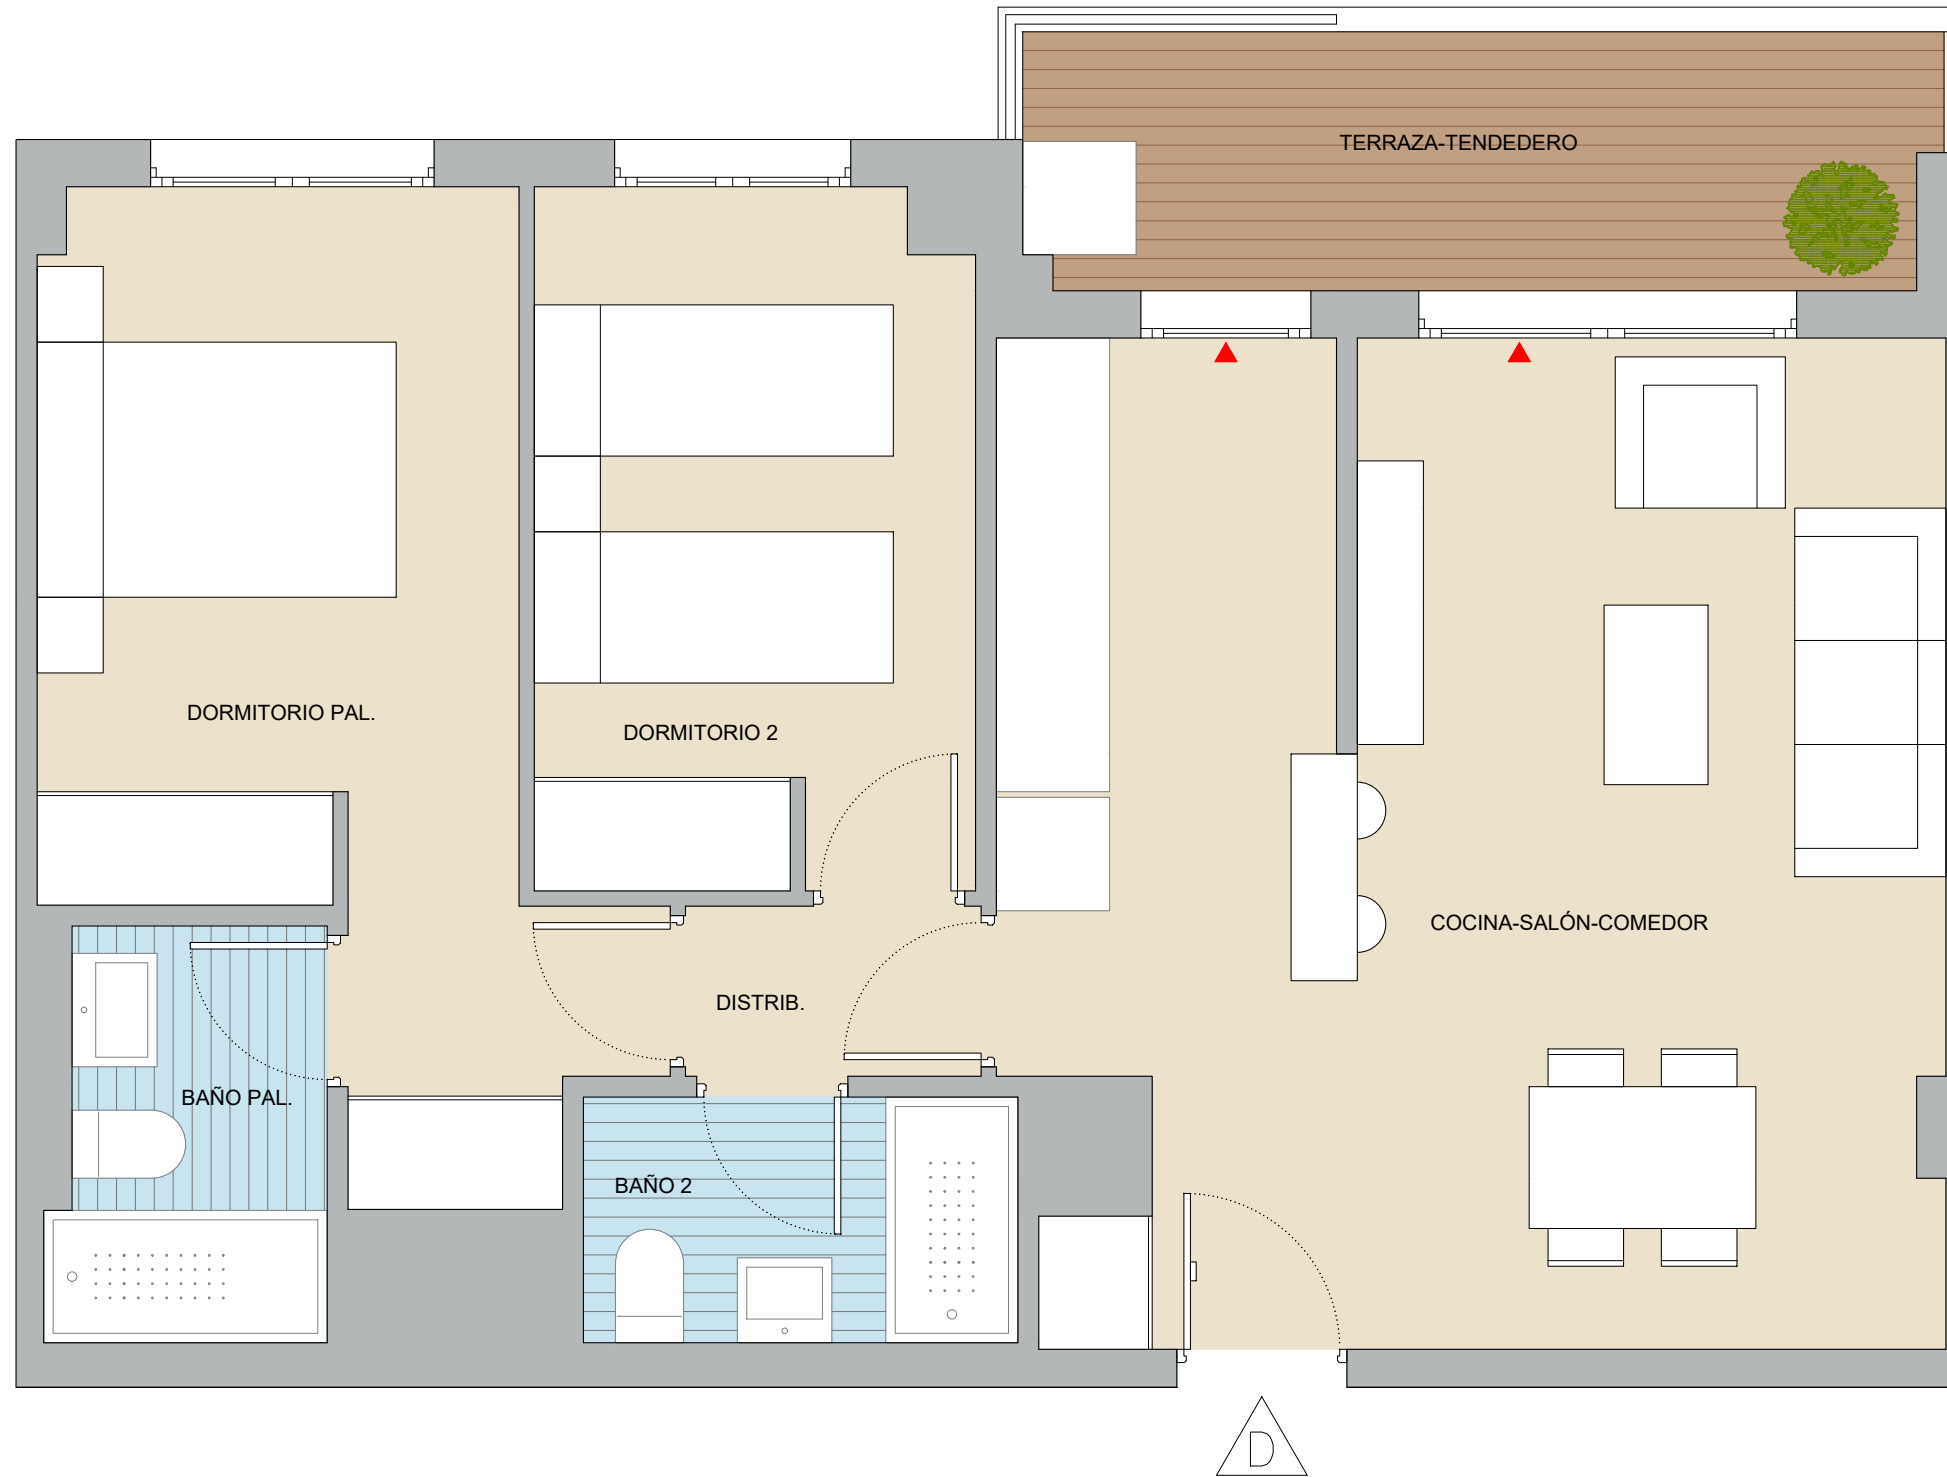 TERRAZA-TENDEDERO
DORMITORIO PAL.
DORMITORIO 2
COCINA-SALÓN-COMEDOR
DISTRIB.
BAÑO PAL.
BAÑO 2
D